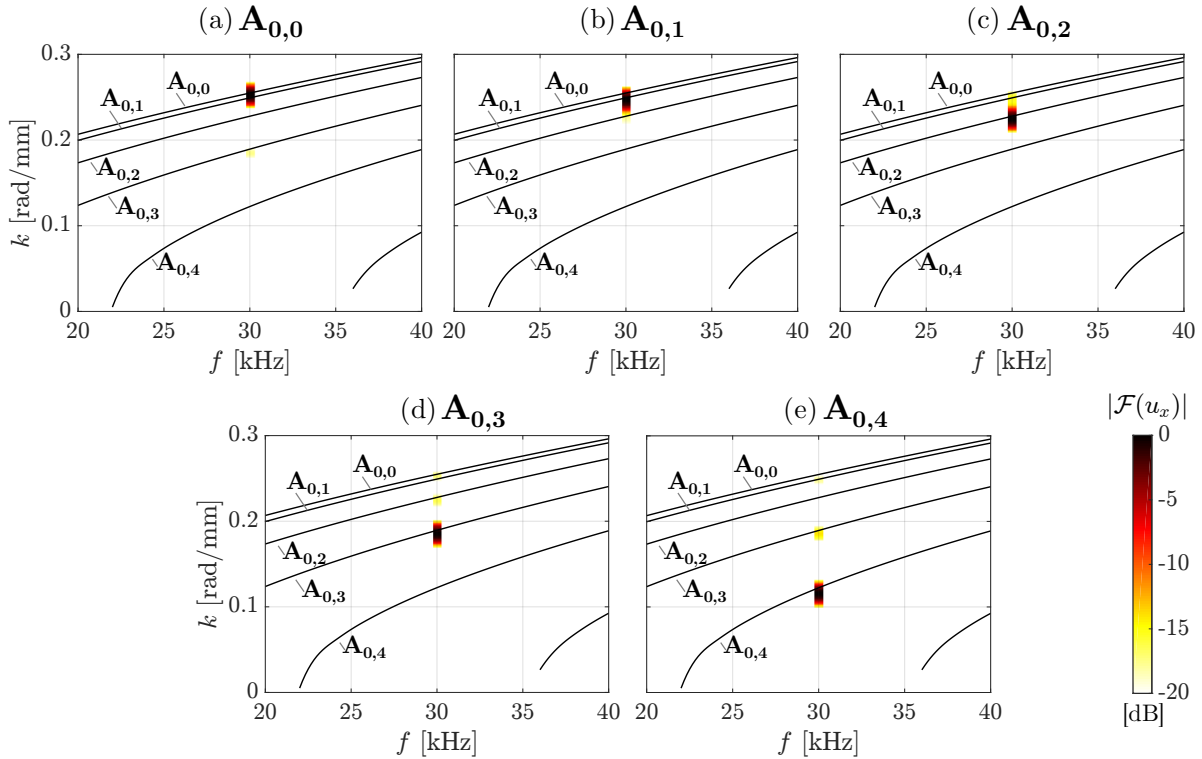 (a) A0,0
(b) A0,1
(c) A0,2
0.3
0.2
0.1
0
k [rad/mm]
A0,0
A0,1
A0,2
A0,3
A0,4
20 25 30 35 40
f [kHz]
A0,0
A0,1
A0,2
A0,3
A0,4
20 25 30 35 40
f [kHz]
A0,0
A0,1
A0,2
A0,3
A0,4
20 25 30 35 40
f [kHz]
(d) A0,3
(e) A0,4
0.3
0.2
0.1
0
k [rad/mm]
A0,0
A0,1
A0,2
A0,3
A0,4
20 25 30 35 40
f [kHz]
A0,0
A0,1
A0,2
A0,3
A0,4
20 25 30 35 40
f [kHz]
|F(ux)|
0
-5
-10
-15
-20
[dB]